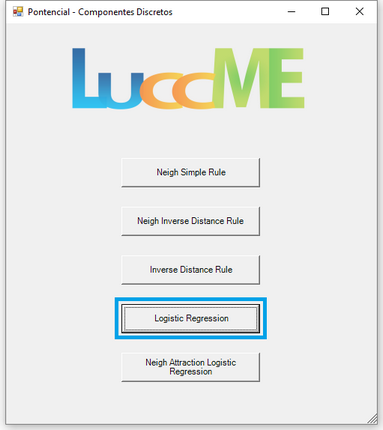 Pontencial - Componentes Discretos
LuccME
Neigh Simple Rule
Neigh Inverse Distance Rule
Inverse Distance Rule
Logistic Regression
Neigh Attraction Logistic
Regression